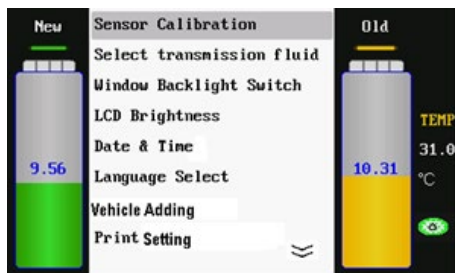 New
Sensor Calibration
Select transmission fluid
Window Backlight Switch
LCD Brightness
Date & Time
Language Select
Vehicle Adding
Print Setting
Old
9.56
10.31
TEMP
31.0
°C